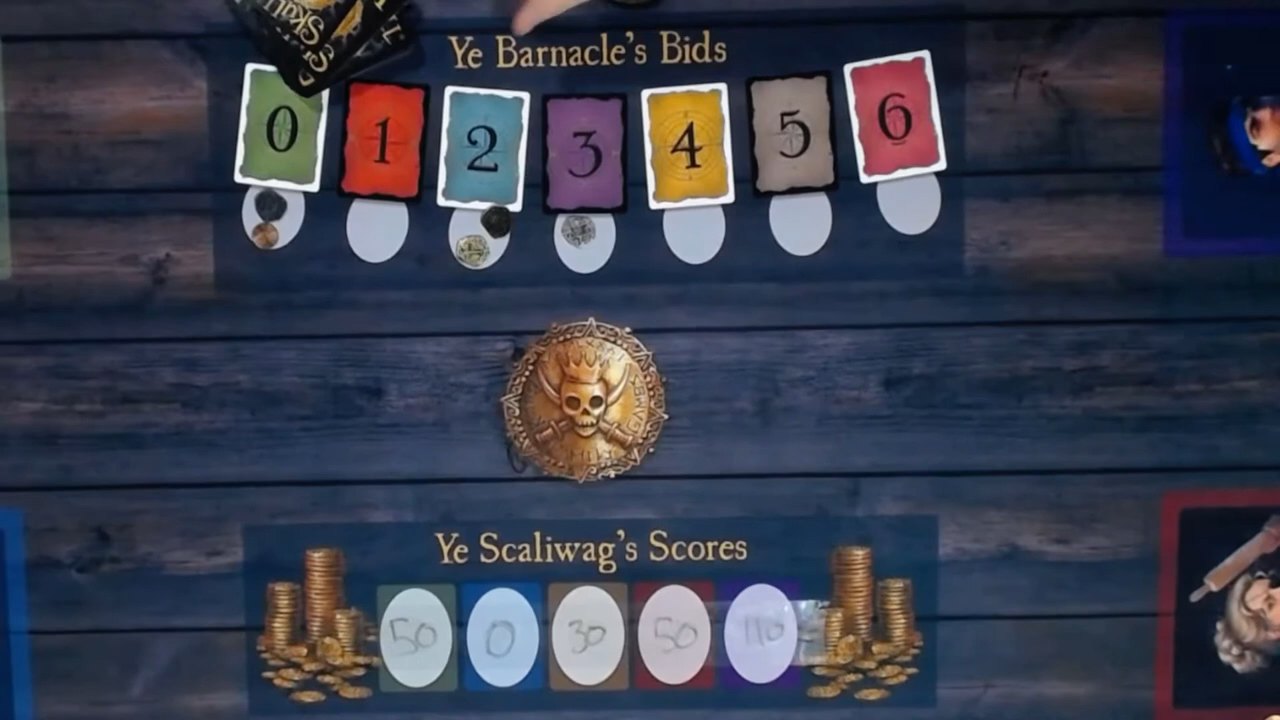 Ye Barnacle's Bids
0 1 2 3 4 5 6
Ye Scaliwag's Scores
50 0 30 50 110